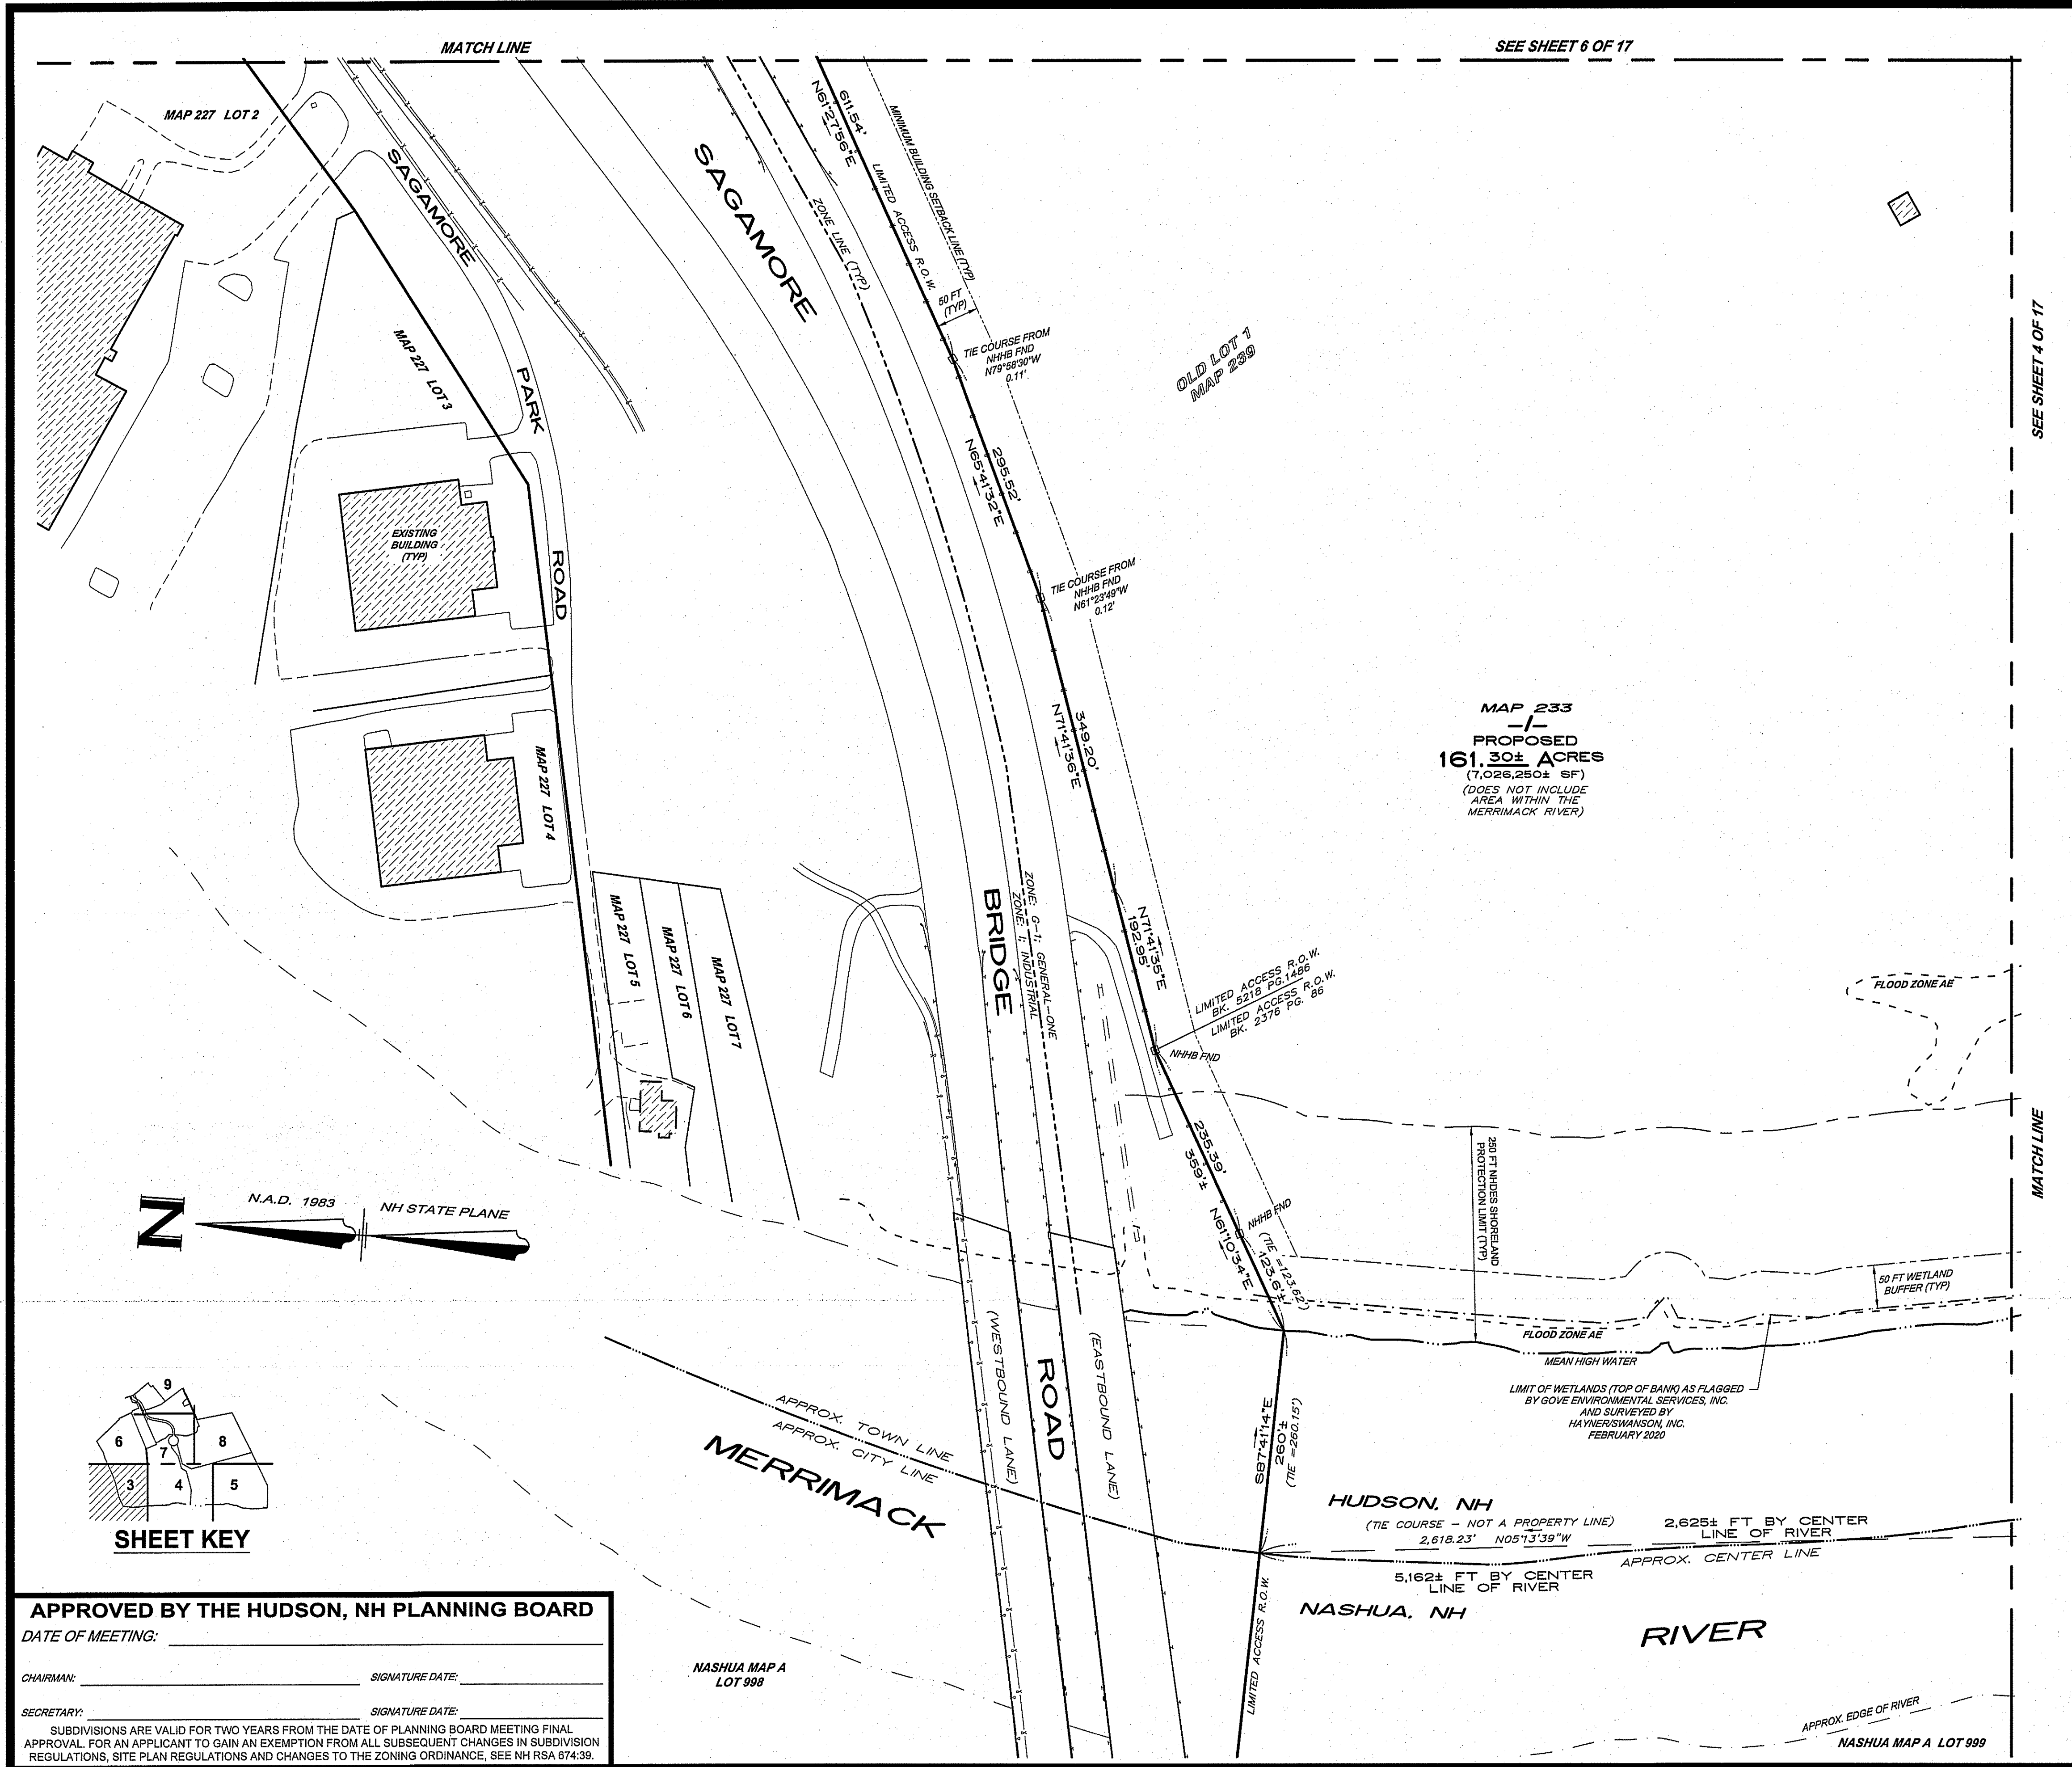 MATCH LINE
SEE SHEET 6 OF 17
MAP 227 LOT 2
SAGAMORE
PARK
ROAD
MAP 227 LOT 3
EXISTING
BUILDING
(TYP)
MAP 227 LOT 4
MAP 227 LOT 5
MAP 227 LOT 6
MAP 227 LOT 7
SAGAMORE
BRIDGE
ROAD
ZONE LINE (TYP)
611.54'
N61°27'56"E
LIMITED ACCESS R.O.W.
MINIMUM BUILDING SETBACK LINE (TYP)
50 FT
(TYP)
TIE COURSE FROM
NHHB FND
N79°58'30"W
0.11'
OLD LOT 1
MAP 239
295.52'
N65°41'32"E
TIE COURSE FROM
NHHB FND
N61°23'49"W
0.12'
349.20'
N71°41'36"E
MAP 233
-1-
PROPOSED
161.30± ACRES
(7,026,250± SF)
(DOES NOT INCLUDE
AREA WITHIN THE
MERRIMACK RIVER)
SEE SHEET 4 OF 17
MATCH LINE
ZONE: G-1; GENERAL-ONE
ZONE: I; INDUSTRIAL
N71°41'35"E
192.95'
LIMITED ACCESS R.O.W.
BK. 5218 PG.1486
LIMITED ACCESS R.O.W.
BK. 2376 PG. 86
NHHB FND
FLOOD ZONE AE
235.39'
359'±
N61°10'34"E
NHHB FND
(TIE =123.62')
123.6'±
250 FT NHDES SHORELAND
PROTECTION LIMIT (TYP)
50 FT WETLAND
BUFFER (TYP)
FLOOD ZONE AE
MEAN HIGH WATER
LIMIT OF WETLANDS (TOP OF BANK) AS FLAGGED
BY GOVE ENVIRONMENTAL SERVICES, INC.
AND SURVEYED BY
HAYNER/SWANSON, INC.
FEBRUARY 2020
N
N.A.D. 1983
NH STATE PLANE
(WESTBOUND LANE)
(EASTBOUND LANE)
APPROX. TOWN LINE
APPROX. CITY LINE
MERRIMACK
S87°41'14"E
260'±
(TIE =260.15')
HUDSON, NH
(TIE COURSE – NOT A PROPERTY LINE)
2,618.23' N05°13'39"W
2,625± FT BY CENTER
LINE OF RIVER
APPROX. CENTER LINE
5,162± FT BY CENTER
LINE OF RIVER
NASHUA, NH
RIVER
LIMITED ACCESS R.O.W.
NASHUA MAP A
LOT 998
APPROX. EDGE OF RIVER
NASHUA MAP A LOT 999
9
6
7
8
3
4
5
SHEET KEY
APPROVED BY THE HUDSON, NH PLANNING BOARD
DATE OF MEETING:
CHAIRMAN: SIGNATURE DATE:
SECRETARY: SIGNATURE DATE:
SUBDIVISIONS ARE VALID FOR TWO YEARS FROM THE DATE OF PLANNING BOARD MEETING FINAL
APPROVAL. FOR AN APPLICANT TO GAIN AN EXEMPTION FROM ALL SUBSEQUENT CHANGES IN SUBDIVISION
REGULATIONS, SITE PLAN REGULATIONS AND CHANGES TO THE ZONING ORDINANCE, SEE NH RSA 674:39.